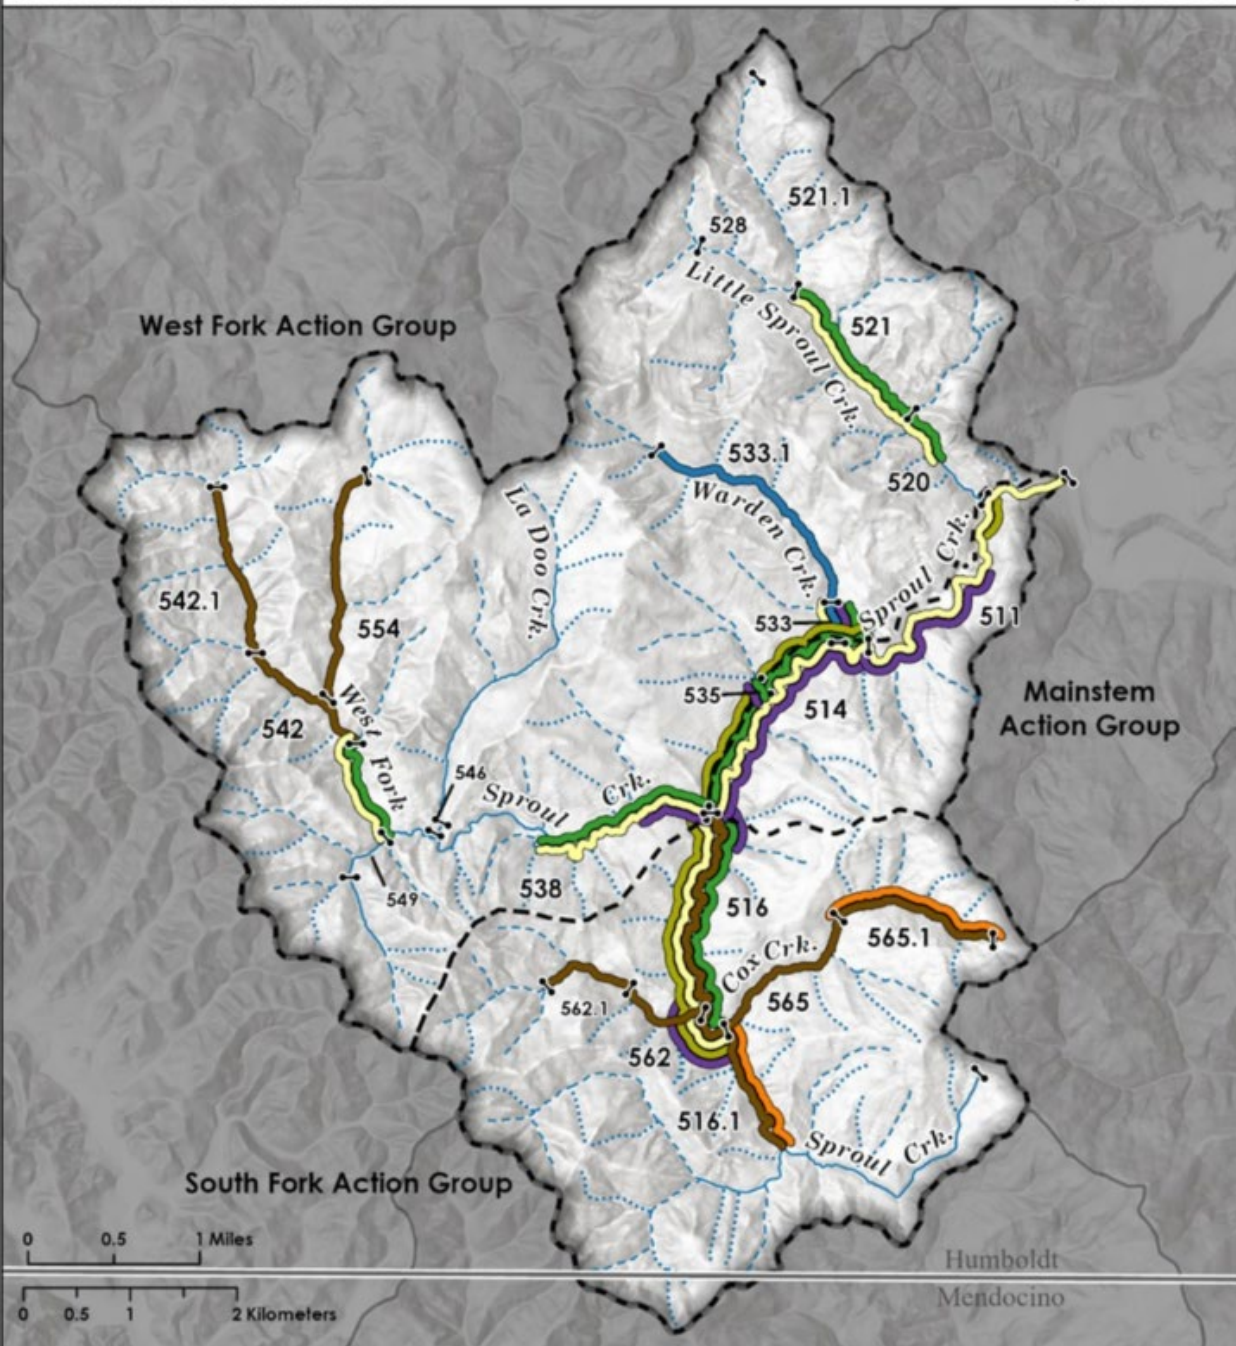 521.1
528
Little Sproul Crk.
521
West Fork Action Group
533.1
520
Warden Crk.
La Doo Crk.
Sproul Crk.
542.1
554
533
511
535
514
Mainstem
Action Group
542
West Fork
546
Sproul Crk.
549
538
516
565.1
Cox Crk.
565
562.1
562
516.1
Sproul Crk.
South Fork Action Group
0 0.5 1 Miles
Humboldt
Mendocino
0 0.5 1 2 Kilometers